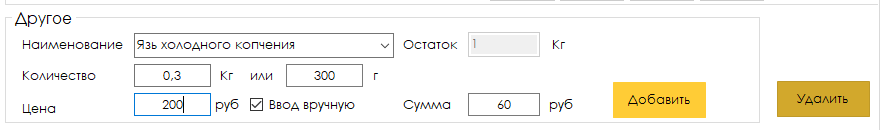 Другое
Наименование Язь холодного копчения Остаток 1 Кг
Количество 0,3 Кг или 300 г
Цена 200 руб Ввод вручную Сумма 60 руб Добавить Удалить